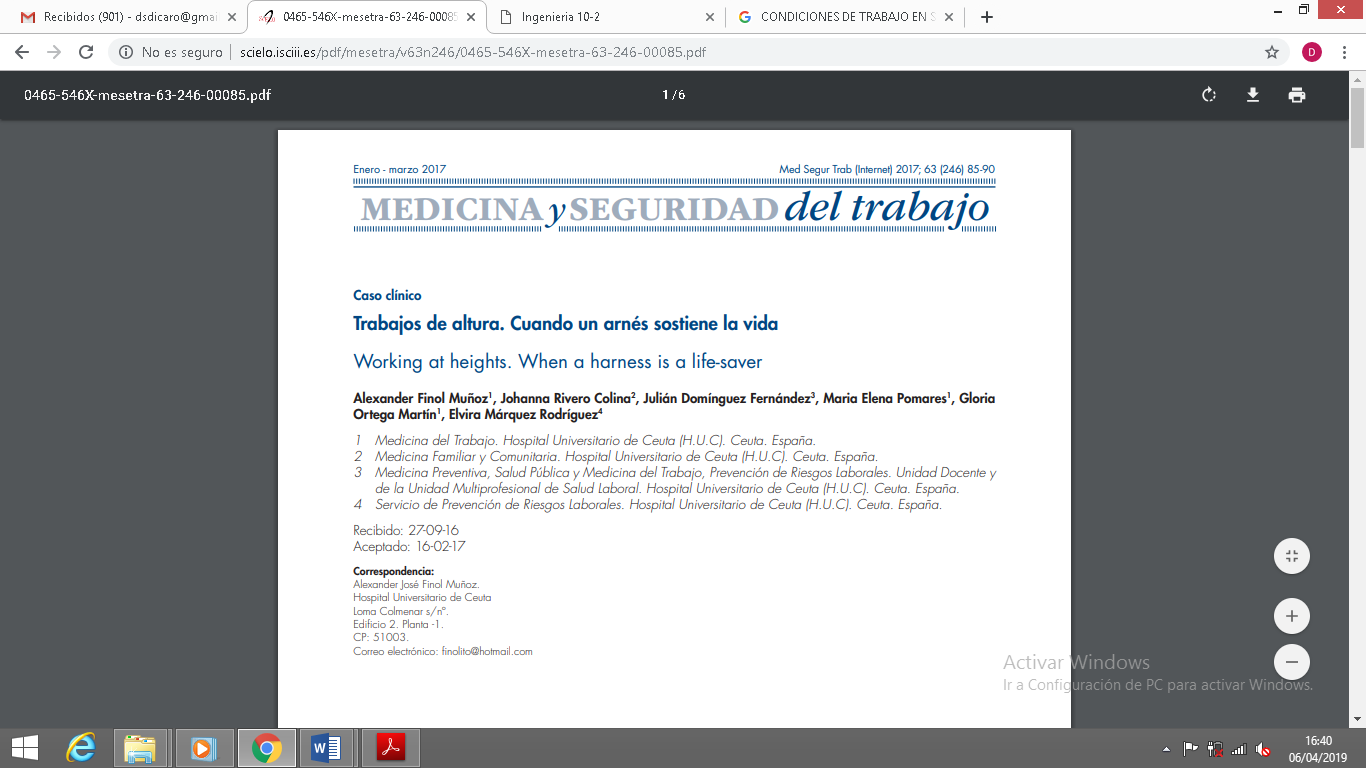 Recibidos (901) - dsdicaro@gmai
0465-546X-mesetra-63-246-00085
Ingenieria 10-2
CONDICIONES DE TRABAJO EN S
No es seguro
scielo.isciii.es/pdf/mesetra/v63n246/0465-546X-mesetra-63-246-00085.pdf
D
0465-546X-mesetra-63-246-00085.pdf
1 / 6
Enero - marzo 2017
Med Segur Trab (Internet) 2017; 63 (246) 85-90
MEDICINA y SEGURIDAD del trabajo
Caso clínico
Trabajos de altura. Cuando un arnés sostiene la vida
Working at heights. When a harness is a life-saver
Alexander Finol Muñoz1, Johanna Rivero Colina2, Julián Domínguez Fernández3, Maria Elena Pomares1, Gloria
Ortega Martín1, Elvira Márquez Rodríguez4
1 Medicina del Trabajo. Hospital Universitario de Ceuta (H.U.C). Ceuta. España.
2 Medicina Familiar y Comunitaria. Hospital Universitario de Ceuta (H.U.C). Ceuta. España.
3 Medicina Preventiva, Salud Pública y Medicina del Trabajo, Prevención de Riesgos Laborales. Unidad Docente y
de la Unidad Multiprofesional de Salud Laboral. Hospital Universitario de Ceuta (H.U.C). Ceuta. España.
4 Servicio de Prevención de Riesgos Laborales. Hospital Universitario de Ceuta (H.U.C). Ceuta. España.
Recibido: 27-09-16
Aceptado: 16-02-17
Correspondencia:
Alexander José Finol Muñoz.
Hospital Universitario de Ceuta
Loma Colmenar s/nº.
Edificio 2. Planta -1.
CP: 51003.
Correo electrónico: finolito@hotmail.com
Activar Windows
Ir a Configuración de PC para activar Windows.
16:40
06/04/2019